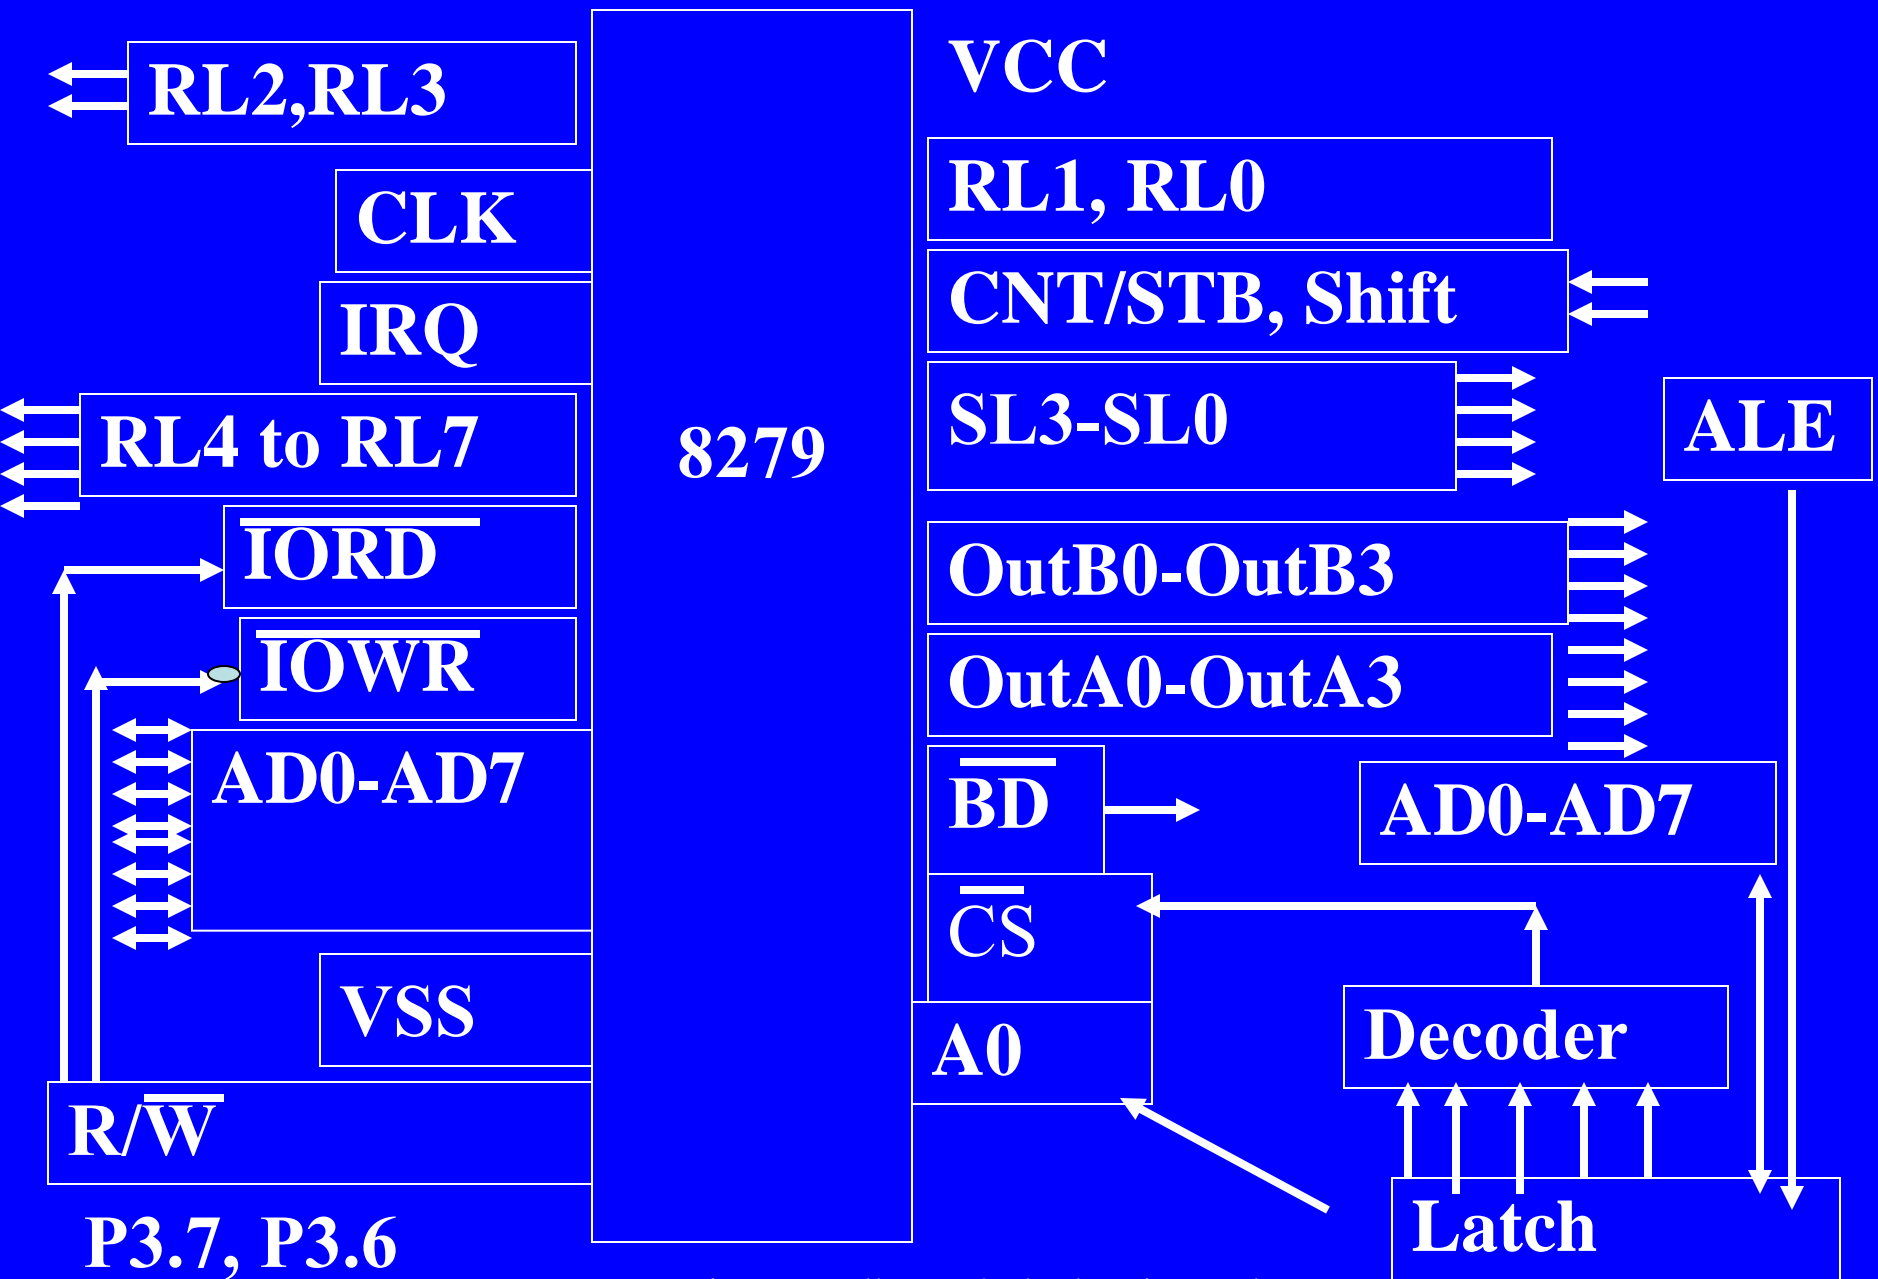 RL2,RL3
CLK
IRQ
RL4 to RL7
IORD
IOWR
AD0-AD7
VSS
R/W
P3.7, P3.6
8279
VCC
RL1, RL0
CNT/STB, Shift
SL3-SL0
OutB0-OutB3
OutA0-OutA3
BD
CS
A0
ALE
AD0-AD7
Decoder
Latch